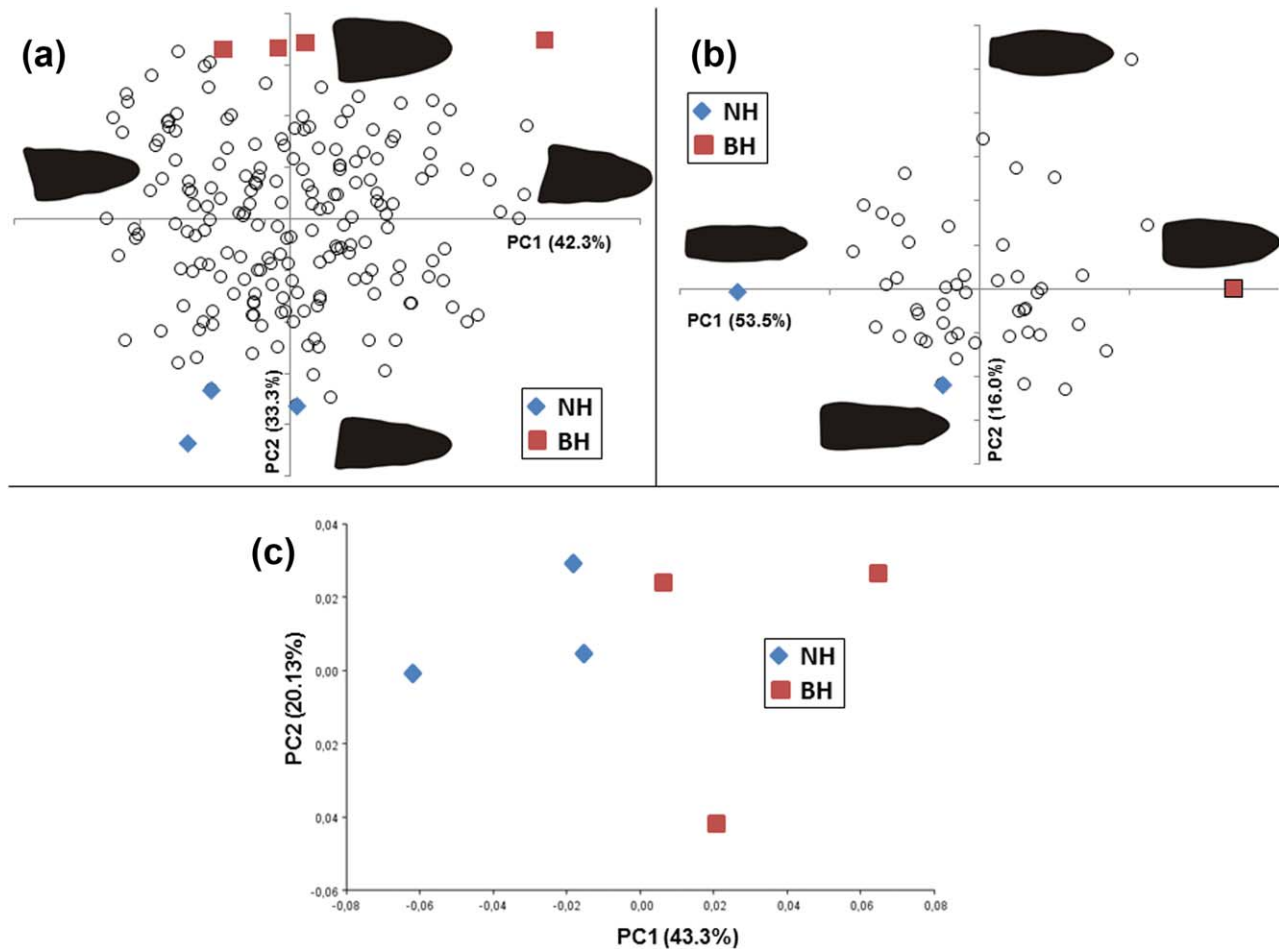 (a)
PC1 (42.3%)
PC2 (33.3%)
NH
BH
(b)
NH
BH
PC1 (53.5%)
PC2 (16.0%)
(c)
0,04
0,02
0,00
0,02
0,04
-0,06
PC2 (20.13%)
NH
BH
-0,08 -0,06 -0,04 -0,02 0,00 0,02 0,04 0,06 0,08
PC1 (43.3%)